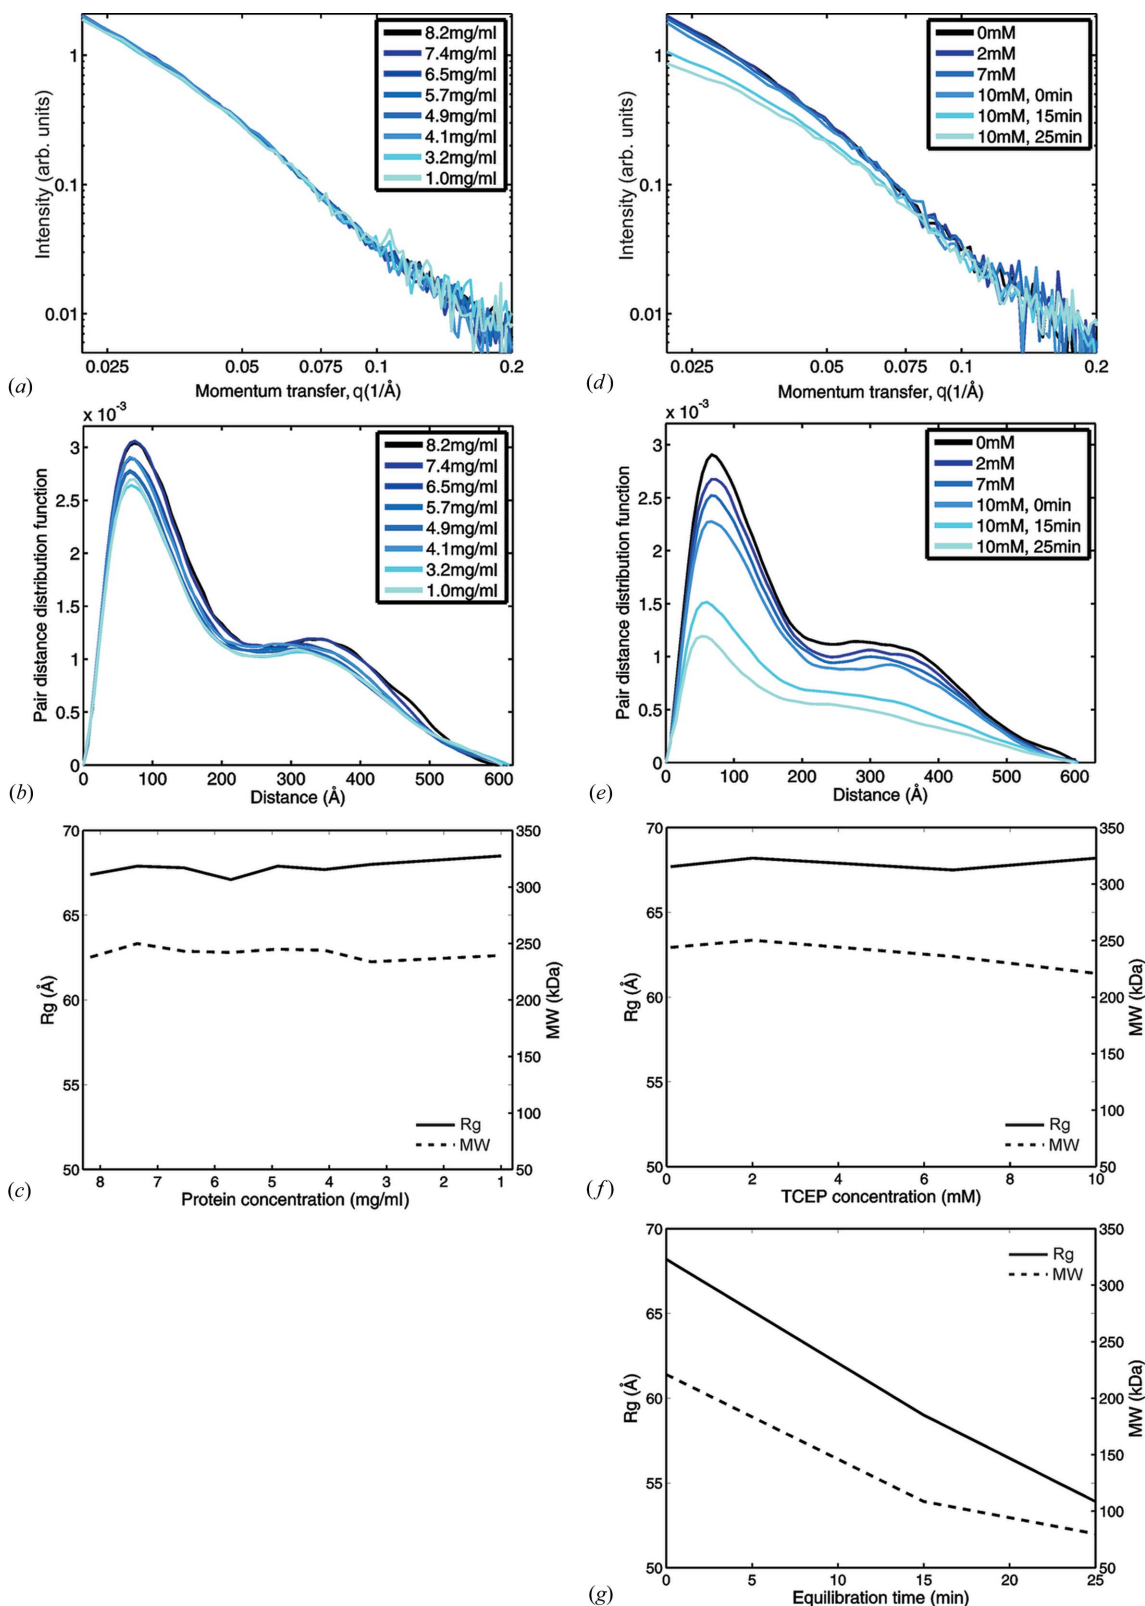 8.2mg/ml
7.4mg/ml
6.5mg/ml
5.7mg/ml
4.9mg/ml
4.1mg/ml
3.2mg/ml
1.0mg/ml
1
0.1
0.01
Intensity (arb. units)
0.025 0.05 0.075 0.1 0.2
(a) Momentum transfer, q(1/Å)
0mM
2mM
7mM
10mM, 0min
10mM, 15min
10mM, 25min
1
0.1
0.01
Intensity (arb. units)
0.025 0.05 0.075 0.1 0.2
(d) Momentum transfer, q(1/Å)
x 10-3
8.2mg/ml
7.4mg/ml
6.5mg/ml
5.7mg/ml
4.9mg/ml
4.1mg/ml
3.2mg/ml
1.0mg/ml
3
2.5
2
1.5
1
0.5
0
Pair distance distribution function
0 100 200 300 400 500 600
(b) Distance (Å)
x 10-3
0mM
2mM
7mM
10mM, 0min
10mM, 15min
10mM, 25min
3
2.5
2
1.5
1
0.5
0
Pair distance distribution function
0 100 200 300 400 500 600
(e) Distance (Å)
70
65
60
55
50
Rg (Å)
350
300
250
200
150
100
50
MW (kDa)
Rg
MW
8 7 6 5 4 3 2 1
(c) Protein concentration (mg/ml)
70
65
60
55
50
Rg (Å)
350
300
250
200
150
100
50
MW (kDa)
Rg
MW
0 2 4 6 8 10
(f) TCEP concentration (mM)
70
65
60
55
50
Rg (Å)
350
300
250
200
150
100
50
MW (kDa)
Rg
MW
0 5 10 15 20 25
(g) Equilibration time (min)